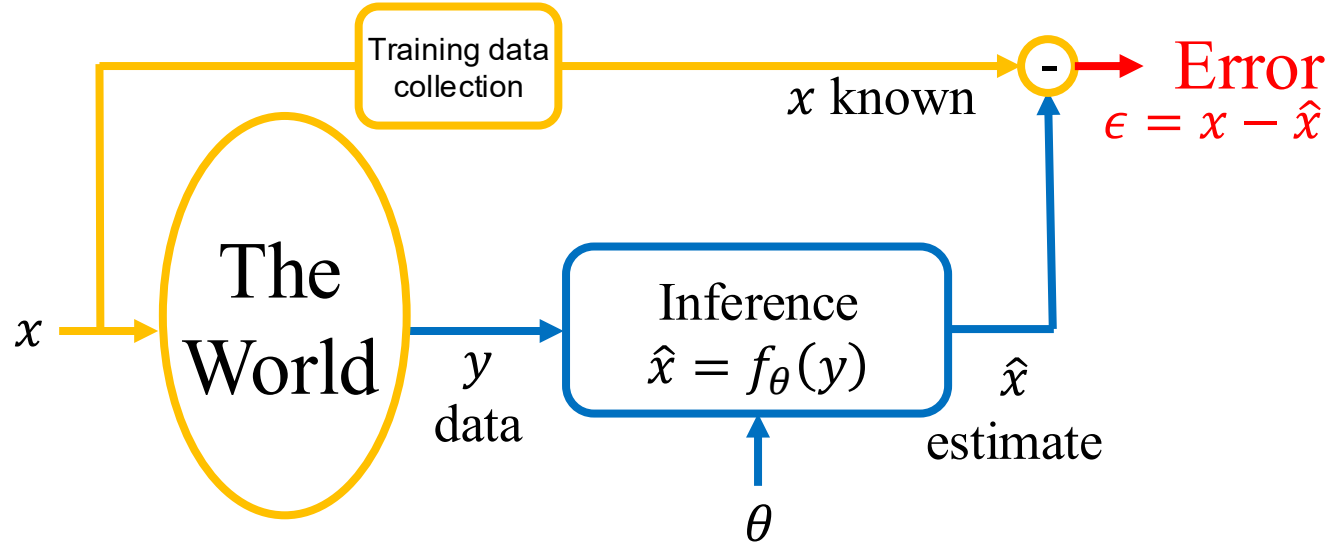 Training data
collection
-
Error
x known
ϵ = x − x̂
The
World
x
Inference
x̂ = f_θ(y)
y
data
x̂
estimate
θ